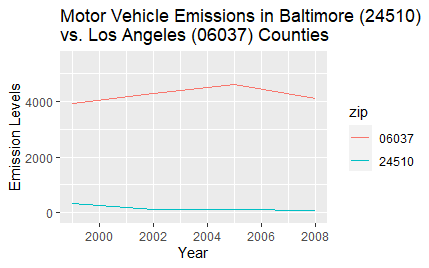 Motor Vehicle Emissions in Baltimore (24510)
vs. Los Angeles (06037) Counties
Emission Levels
4000
2000
0
2000
2002
2004
2006
2008
Year
zip
06037
24510